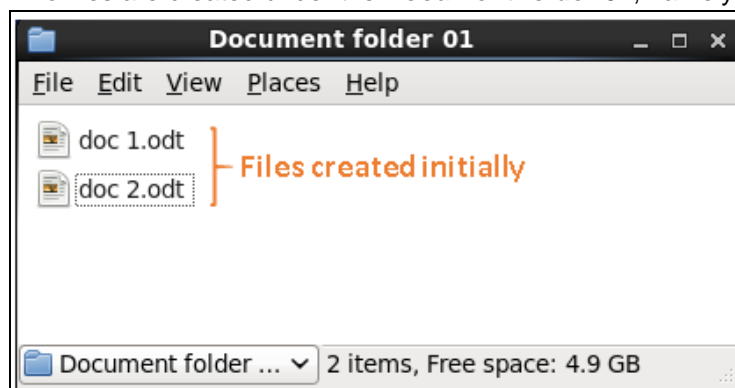 Document folder 01
File Edit View Places Help
doc 1.odt
doc 2.odt
Files created initially
Document folder ... 2 items, Free space: 4.9 GB